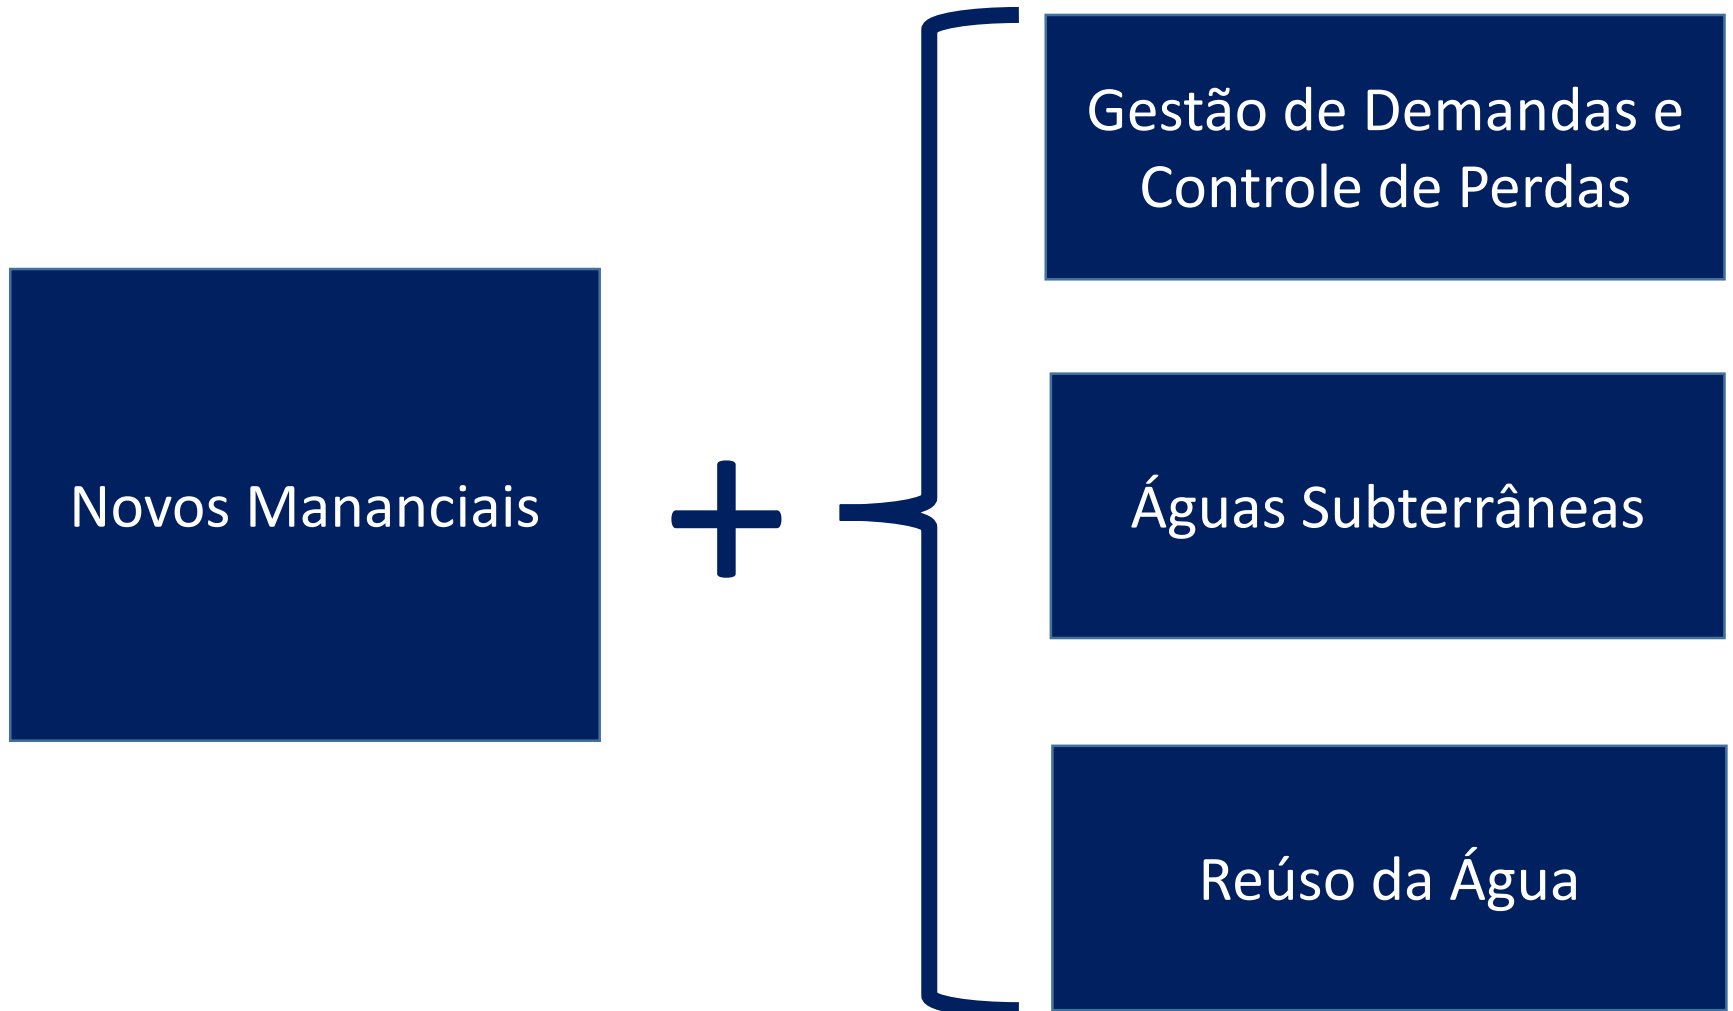 Novos Mananciais
+
Gestão de Demandas e
Controle de Perdas
Águas Subterrâneas
Reúso da Água